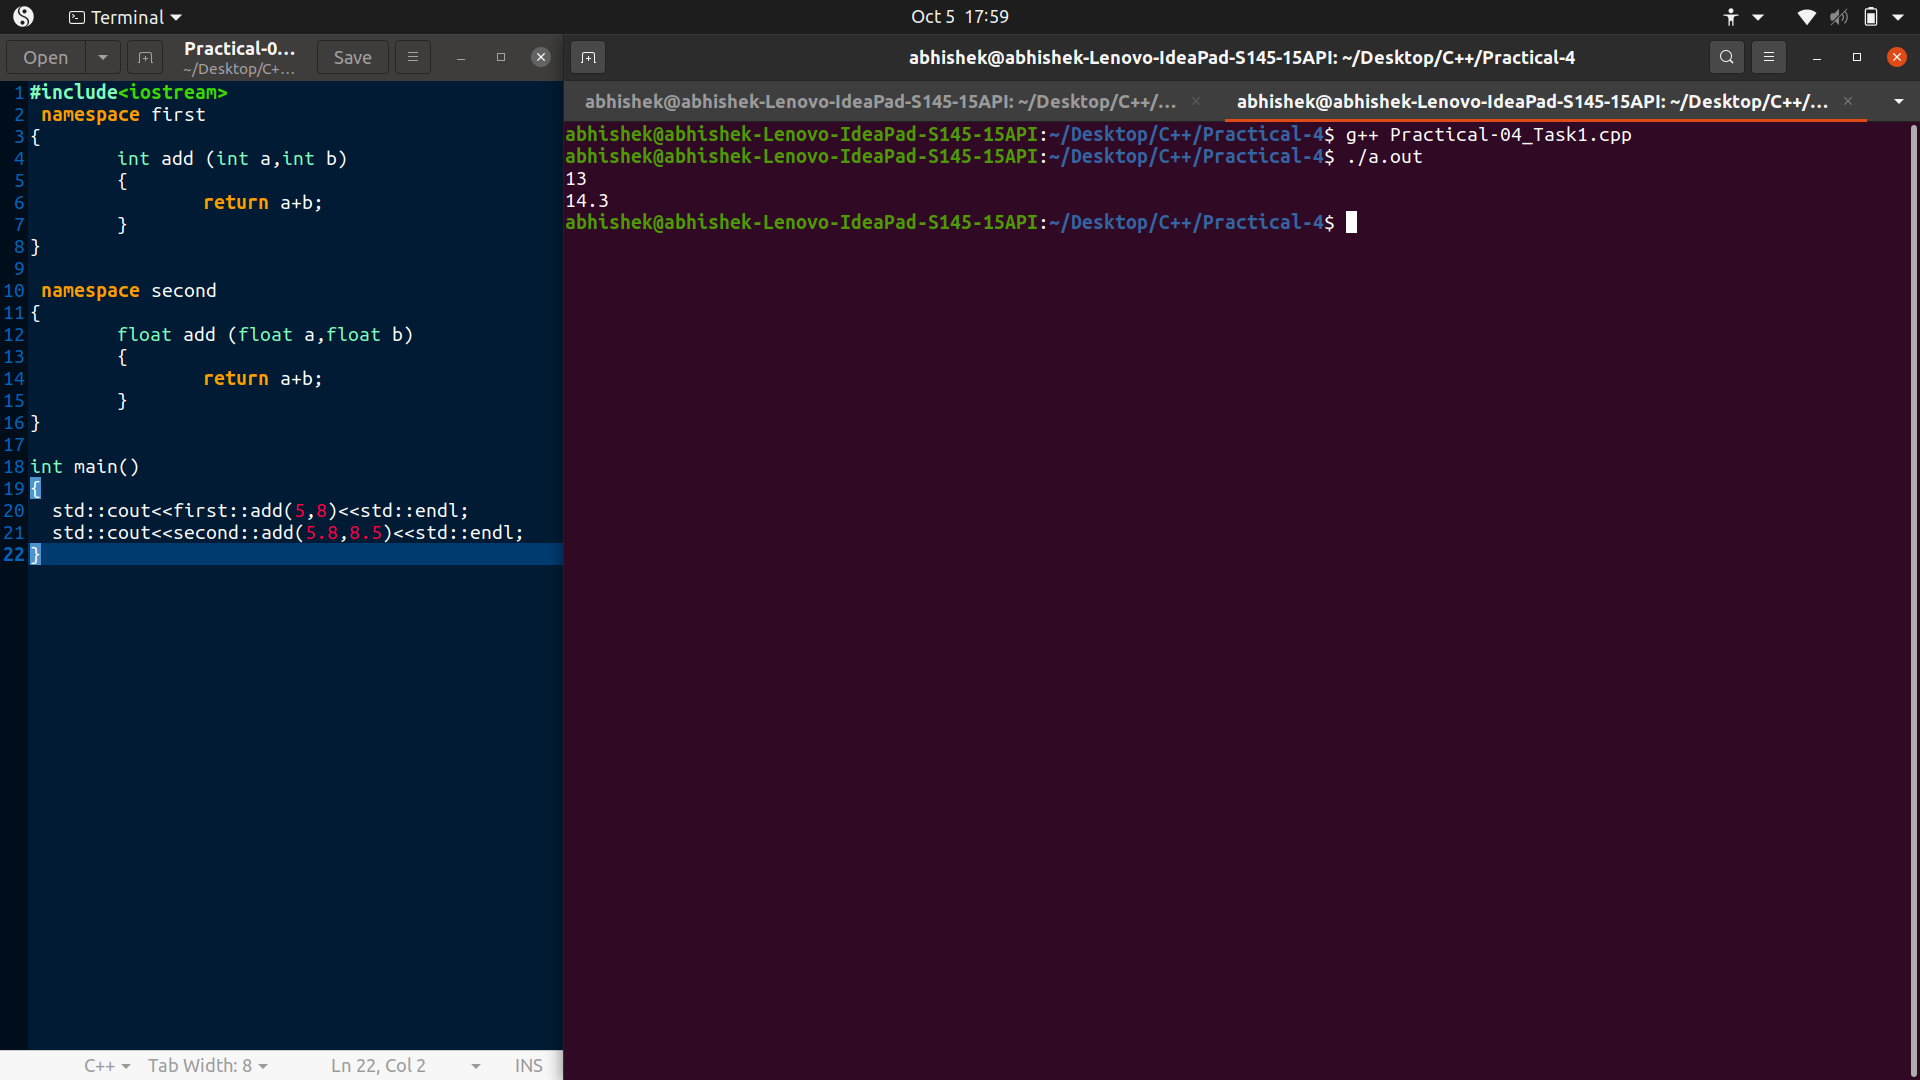 Terminal
Oct 5 17:59
Open
Practical-0...
~/Desktop/C+...
Save
1 #include<iostream>
2 namespace first
3 {
4 int add (int a,int b)
5 {
6 return a+b;
7 }
8 }
9
10 namespace second
11 {
12 float add (float a,float b)
13 {
14 return a+b;
15 }
16 }
17
18 int main()
19 {
20 std::cout<<first::add(5,8)<<std::endl;
21 std::cout<<second::add(5.8,8.5)<<std::endl;
22 }
C++ Tab Width: 8 Ln 22, Col 2 INS
abhishek@abhishek-Lenovo-IdeaPad-S145-15API: ~/Desktop/C++/Practical-4
abhishek@abhishek-Lenovo-IdeaPad-S145-15API: ~/Desktop/C++/...
abhishek@abhishek-Lenovo-IdeaPad-S145-15API: ~/Desktop/C++/...
abhishek@abhishek-Lenovo-IdeaPad-S145-15API:~/Desktop/C++/Practical-4$ g++ Practical-04_Task1.cpp
abhishek@abhishek-Lenovo-IdeaPad-S145-15API:~/Desktop/C++/Practical-4$ ./a.out
13
14.3
abhishek@abhishek-Lenovo-IdeaPad-S145-15API:~/Desktop/C++/Practical-4$